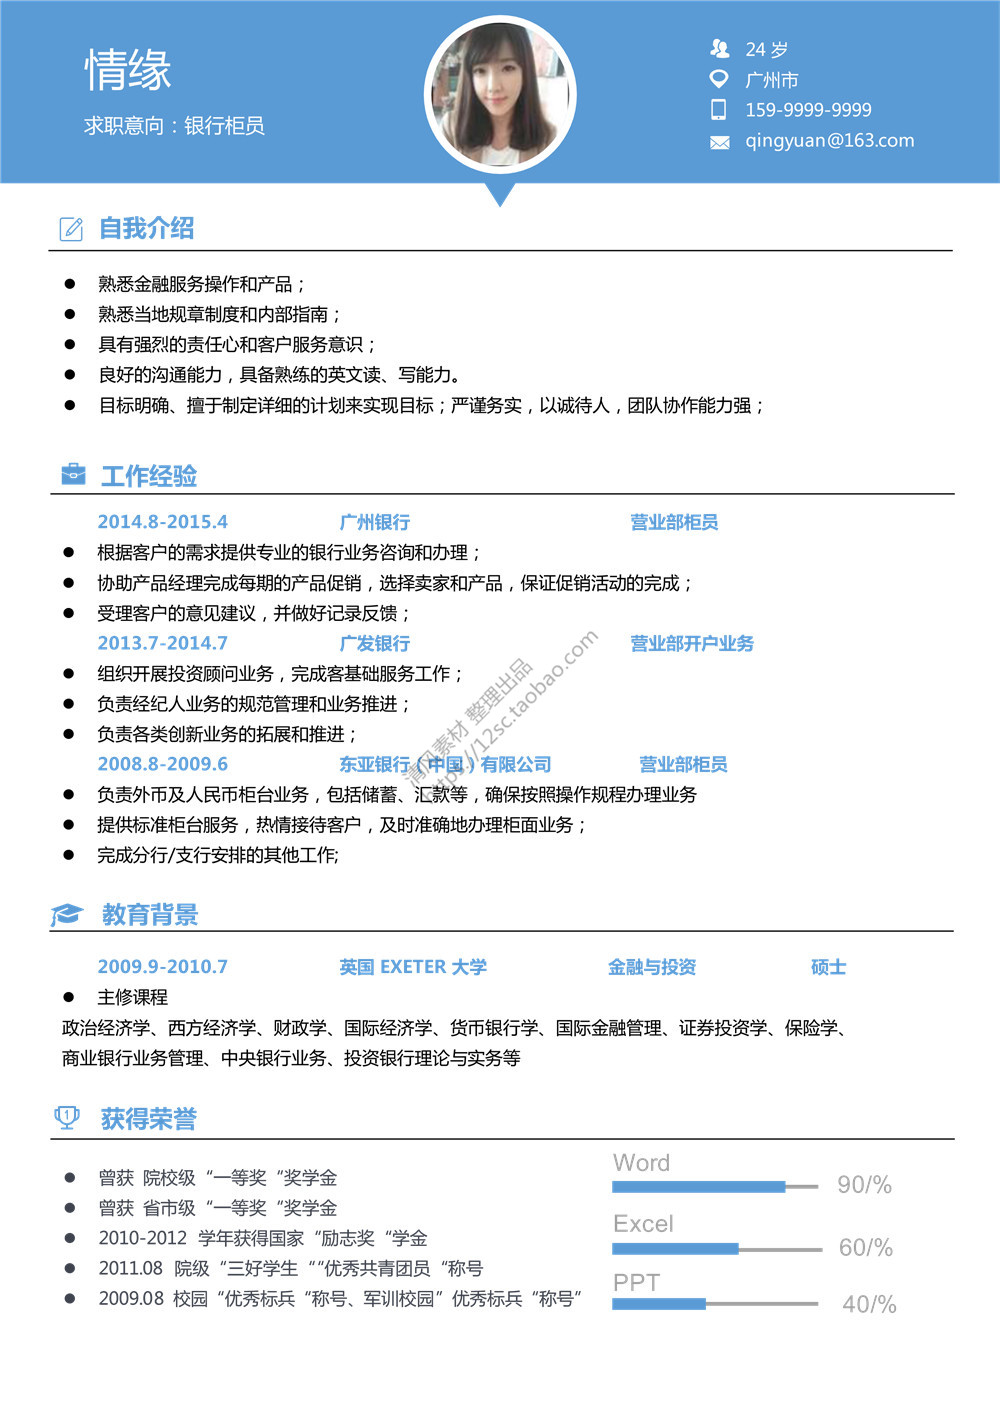 情缘
求职意向：银行柜员
24 岁
广州市
159-9999-9999
qingyuan@163.com
自我介绍
● 熟悉金融服务操作和产品；
● 熟悉当地规章制度和内部指南；
● 具有强烈的责任心和客户服务意识；
● 良好的沟通能力，具备熟练的英文读、写能力。
● 目标明确、擅于制定详细的计划来实现目标；严谨务实，以诚待人，团队协作能力强；
工作经验
2014.8-2015.4 广州银行 营业部柜员
● 根据客户的需求提供专业的银行业务咨询和办理；
● 协助产品经理完成每期的产品促销，选择卖家和产品，保证促销活动的完成；
● 受理客户的意见建议，并做好记录反馈；
2013.7-2014.7 广发银行 营业部开户业务
● 组织开展投资顾问业务，完成客基础服务工作；
● 负责经纪人业务的规范管理和业务推进；
● 负责各类创新业务的拓展和推进；
2008.8-2009.6 东亚银行（中国）有限公司 营业部柜员
● 负责外币及人民币柜台业务，包括储蓄、汇款等，确保按照操作规程办理业务
● 提供标准柜台服务，热情接待客户，及时准确地办理柜面业务；
● 完成分行/支行安排的其他工作;
清风素材 整理出品
https://12sc.taobao.com
教育背景
2009.9-2010.7 英国 EXETER 大学 金融与投资 硕士
● 主修课程
政治经济学、西方经济学、财政学、国际经济学、货币银行学、国际金融管理、证券投资学、保险学、
商业银行业务管理、中央银行业务、投资银行理论与实务等
1
获得荣誉
● 曾获 院校级“一等奖“奖学金
● 曾获 省市级“一等奖“奖学金
● 2010-2012 学年获得国家“励志奖“学金
● 2011.08 院级“三好学生““优秀共青团员“称号
● 2009.08 校园“优秀标兵“称号、军训校园”优秀标兵“称号”
Word 90/%
Excel 60/%
PPT 40/%